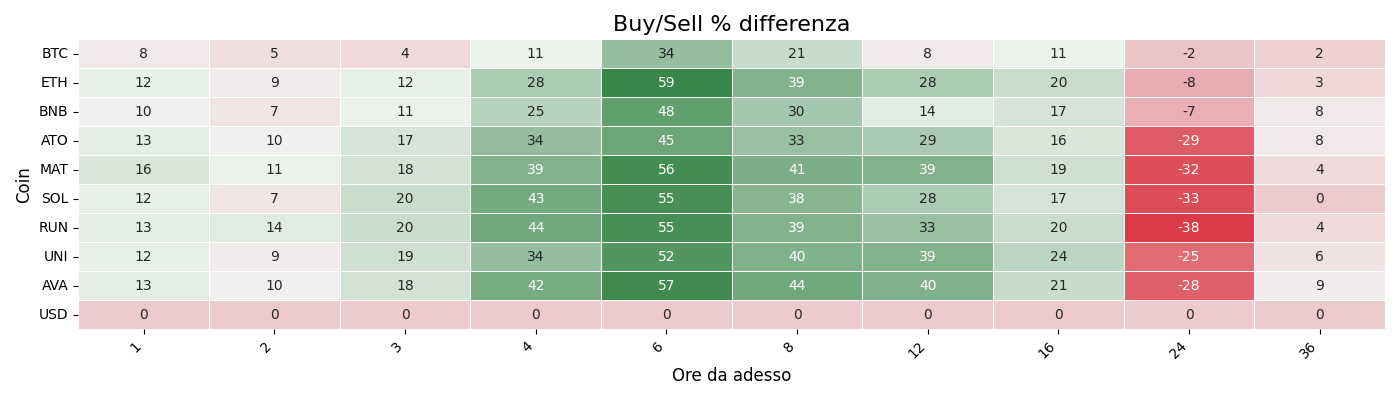 Buy/Sell % differenza
Coin
BTC 8 5 4 11 34 21 8 11 -2 2
ETH 12 9 12 28 59 39 28 20 -8 3
BNB 10 7 11 25 48 30 14 17 -7 8
ATO 13 10 17 34 45 33 29 16 -29 8
MAT 16 11 18 39 56 41 39 19 -32 4
SOL 12 7 20 43 55 38 28 17 -33 0
RUN 13 14 20 44 55 39 33 20 -38 4
UNI 12 9 19 34 52 40 39 24 -25 6
AVA 13 10 18 42 57 44 40 21 -28 9
USD 0 0 0 0 0 0 0 0 0 0
1 2 3 4 6 8 12 16 24 36
Ore da adesso